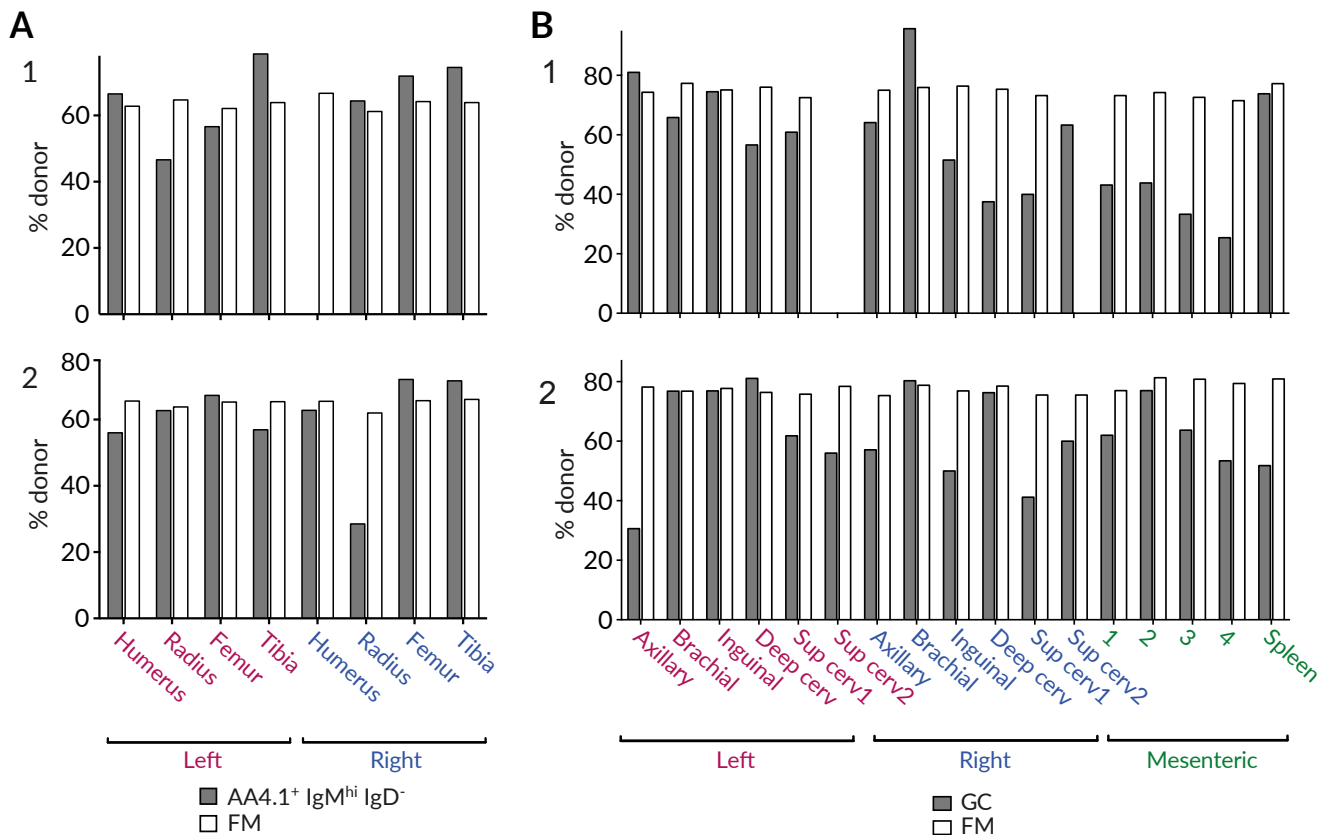 A
1
% donor
60
40
20
0
2
% donor
80
60
40
20
0
Humerus
Radius
Femur
Tibia
Humerus
Radius
Femur
Tibia
Left
Right
AA4.1⁺ IgMʰⁱ IgD⁻
FM
B
1
% donor
80
60
40
20
0
2
% donor
80
60
40
20
0
Axillary
Brachial
Inguinal
Deep cerv
Sup cerv1
Sup cerv2
Axillary
Brachial
Inguinal
Deep cerv
Sup cerv1
Sup cerv2
1
2
3
4
Spleen
Left
Right
Mesenteric
GC
FM